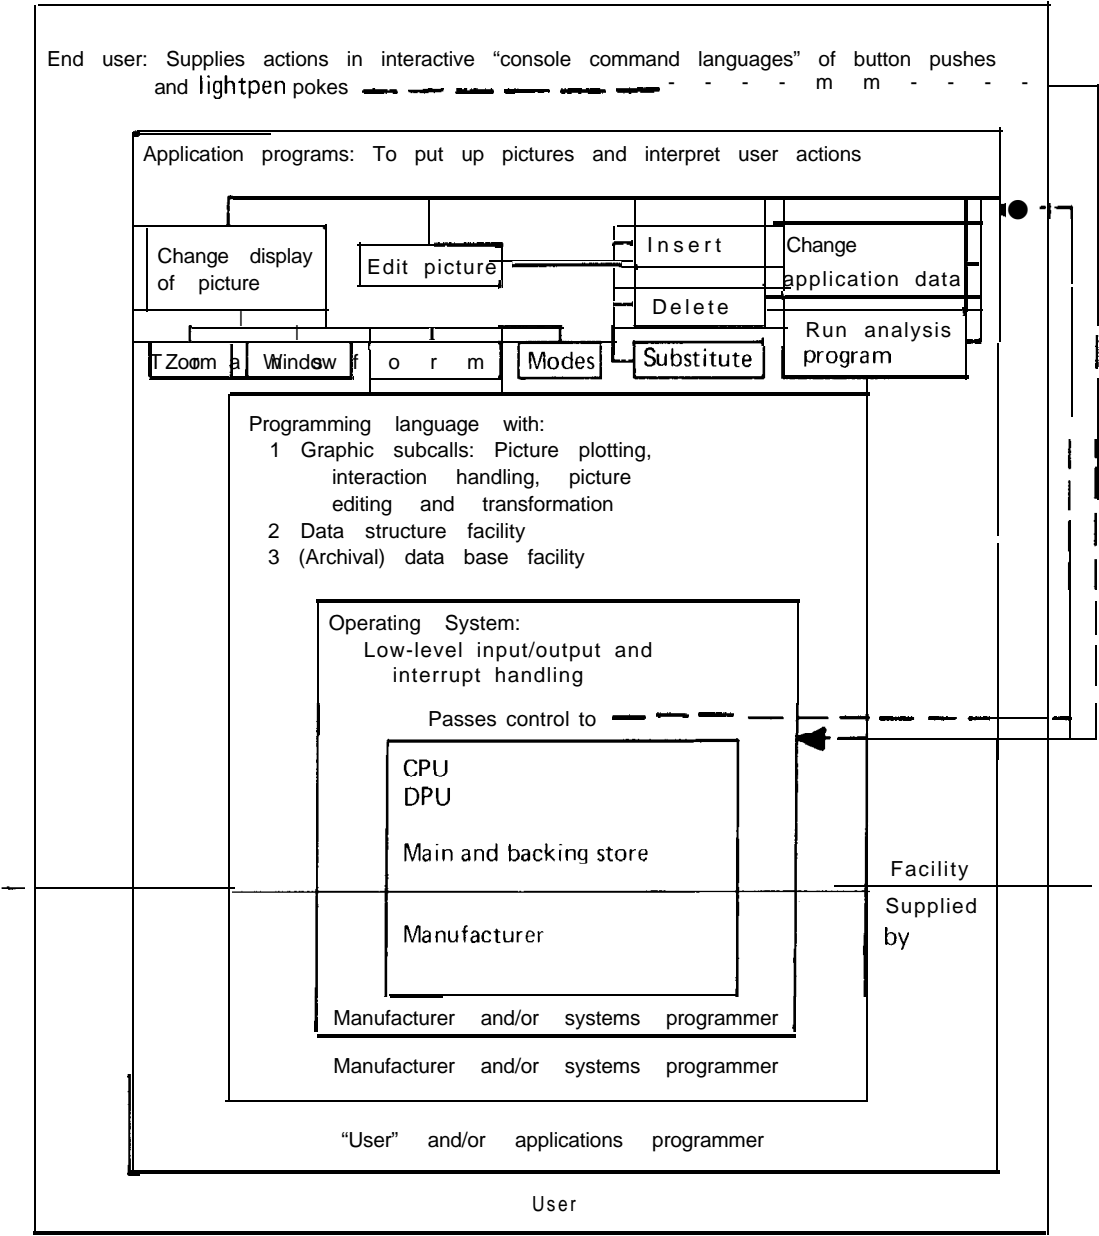 End user: Supplies actions in interactive “console command languages” of button pushes
and lightpen pokes
Application programs: To put up pictures and interpret user actions
Change display
of picture
Edit picture
Insert
Delete
Substitute
Change
application data
Run analysis
program
Zoom
Window
Transform
Modes
Programming language with:
1 Graphic subcalls: Picture plotting,
interaction handling, picture
editing and transformation
2 Data structure facility
3 (Archival) data base facility
Operating System:
Low-level input/output and
interrupt handling
Passes control to
CPU
DPU
Main and backing store
Facility
Supplied
by
Manufacturer
Manufacturer and/or systems programmer
Manufacturer and/or systems programmer
“User” and/or applications programmer
User